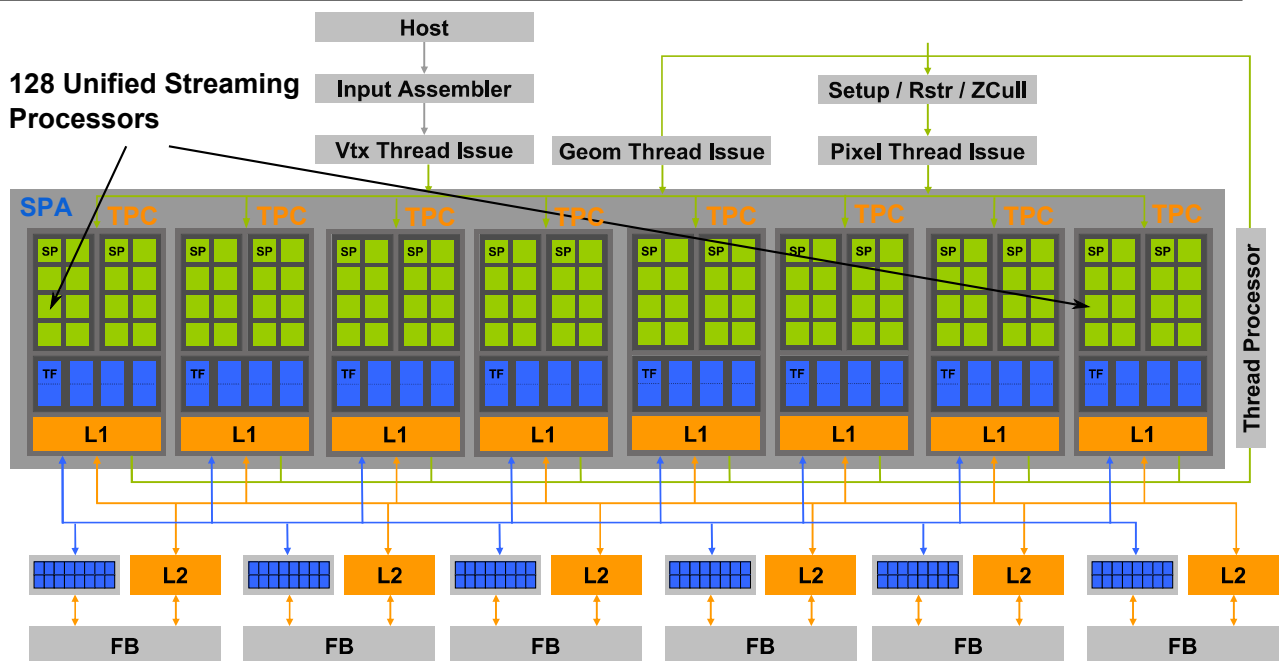 Host
128 Unified Streaming
Processors
Input Assembler
Setup / Rstr / ZCull
Vtx Thread Issue
Geom Thread Issue
Pixel Thread Issue
SPA
TPC TPC TPC TPC TPC TPC TPC TPC
SP SP SP SP SP SP SP SP SP SP SP SP SP SP SP SP
Thread Processor
TF TF TF TF TF TF TF TF
L1 L1 L1 L1 L1 L1 L1 L1
L2 L2 L2 L2 L2 L2
FB FB FB FB FB FB